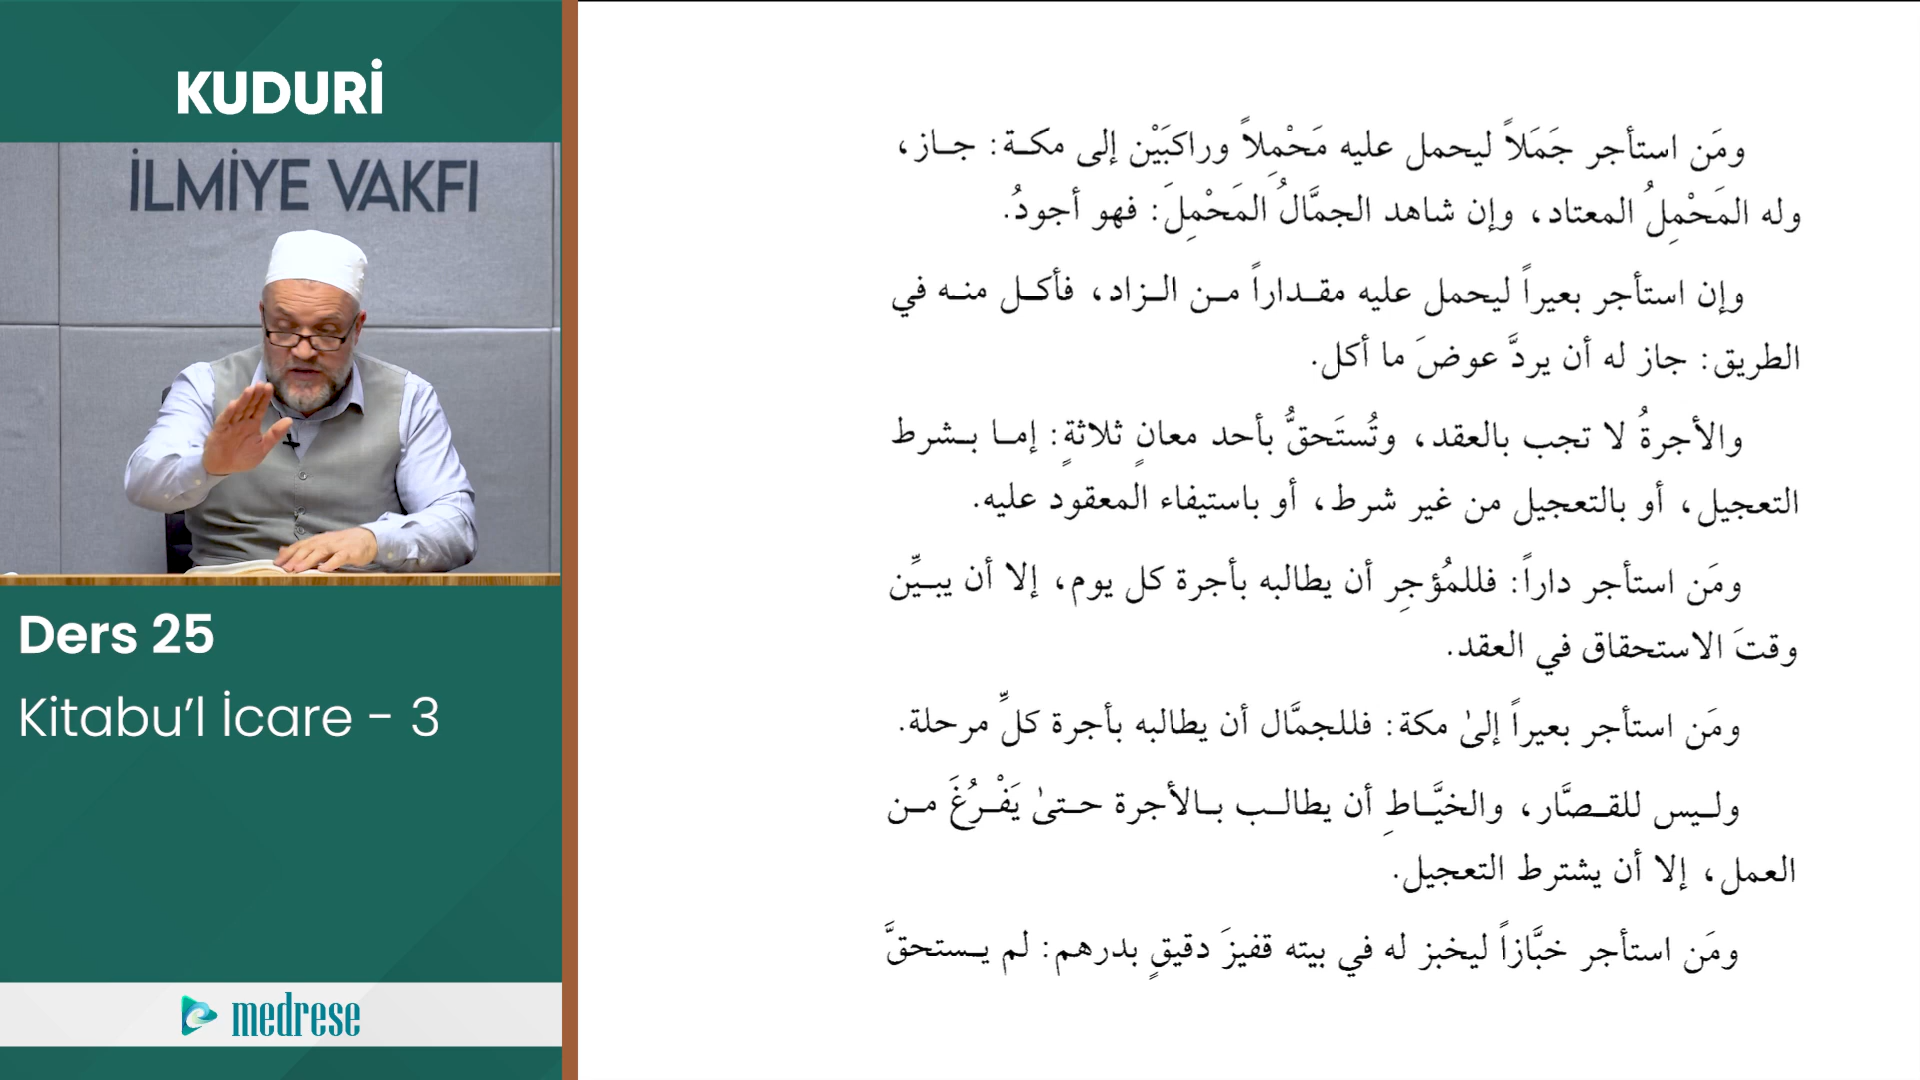 KUDURİ
İLMİYE VAKFI
Ders 25
Kitabu'l İcare - 3
medrese
ومَن استأجر جَمَلاً ليحمل عليه مَحْمِلاً وراكبَيْن إلى مكة: جاز،
وله المَحْمِلُ المعتاد، وإن شاهد الجمَّالُ المَحْمِلَ: فهو أجودُ.
وإن استأجر بعيراً ليحمل عليه مقداراً من الزاد، فأكل منه في
الطريق: جاز له أن يردَّ عوضَ ما أكل.
والأجرةُ لا تجب بالعقد، وتُستَحقُّ بأحد معانٍ ثلاثةٍ: إما بشرط
التعجيل، أو بالتعجيل من غير شرط، أو باستيفاء المعقود عليه.
ومَن استأجر داراً: فللمُؤجِر أن يطالبه بأجرة كل يوم، إلا أن يبيِّن
وقتَ الاستحقاق في العقد.
ومَن استأجر بعيراً إلىٰ مكة: فللجمَّال أن يطالبه بأجرة كلِّ مرحلة.
وليس للقصَّار، والخيَّاطِ أن يطالب بالأجرة حتىٰ يَفْرُغَ من
العمل، إلا أن يشترط التعجيل.
ومَن استأجر خبَّازاً ليخبز له في بيته قفيزَ دقيقٍ بدرهم: لم يستحقَّ